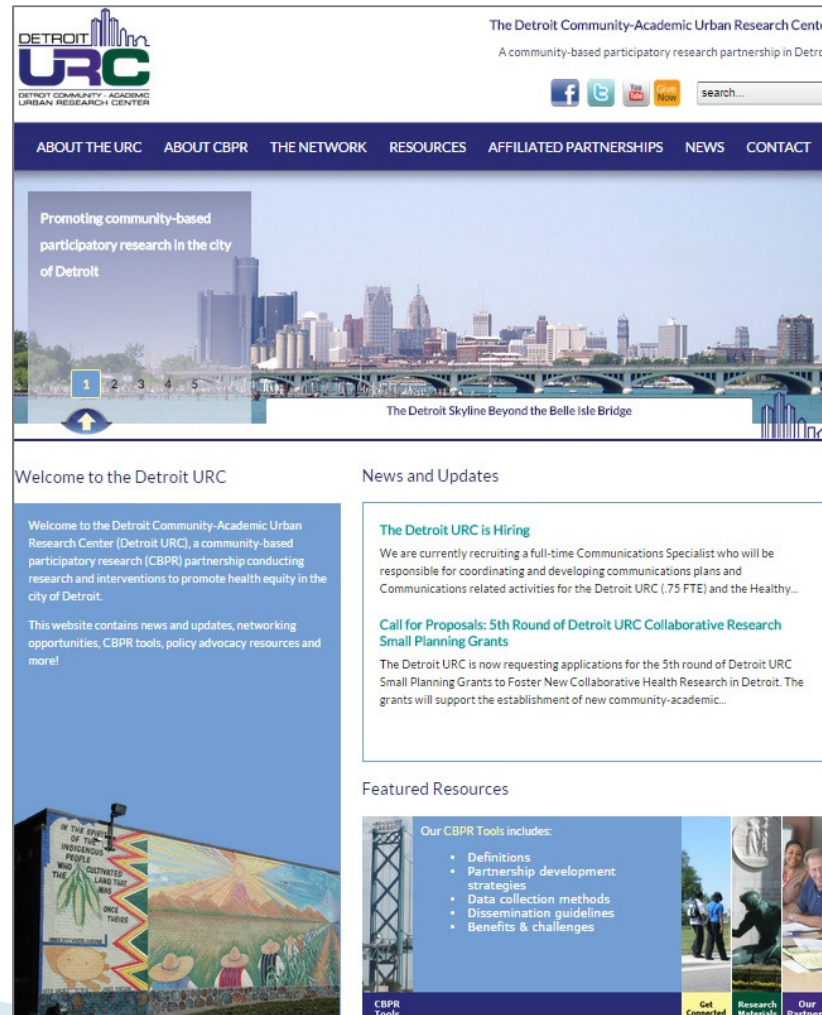 DETROIT
URC
DETROIT COMMUNITY - ACADEMIC
URBAN RESEARCH CENTER
The Detroit Community-Academic Urban Research Cente
A community-based participatory research partnership in Detro
You
Tube
Give
Now
search...
ABOUT THE URC ABOUT CBPR THE NETWORK RESOURCES AFFILIATED PARTNERSHIPS NEWS CONTACT
Promoting community-based
participatory research in the city
of Detroit
1 2 3 4 5
The Detroit Skyline Beyond the Belle Isle Bridge
Welcome to the Detroit URC
Welcome to the Detroit Community-Academic Urban
Research Center (Detroit URC), a community-based
participatory research (CBPR) partnership conducting
research and interventions to promote health equity in the
city of Detroit.
This website contains news and updates, networking
opportunities, CBPR tools, policy advocacy resources and
more!
IN THE SPIRIT
OF THE
INDIGENOUS
PEOPLE
WHO CULTIVATED
THE LAND THAT
WAS
ONCE
THEIRS
News and Updates
The Detroit URC is Hiring
We are currently recruiting a full-time Communications Specialist who will be
responsible for coordinating and developing communications plans and
Communications related activities for the Detroit URC (.75 FTE) and the Healthy...
Call for Proposals: 5th Round of Detroit URC Collaborative Research
Small Planning Grants
The Detroit URC is now requesting applications for the 5th round of Detroit URC
Small Planning Grants to Foster New Collaborative Health Research in Detroit. The
grants will support the establishment of new community-academic...
Featured Resources
Our CBPR Tools includes:
• Definitions
• Partnership development
strategies
• Data collection methods
• Dissemination guidelines
• Benefits & challenges
CBPR
Tools
Get
Connected
Research
Materials
Our
Partner